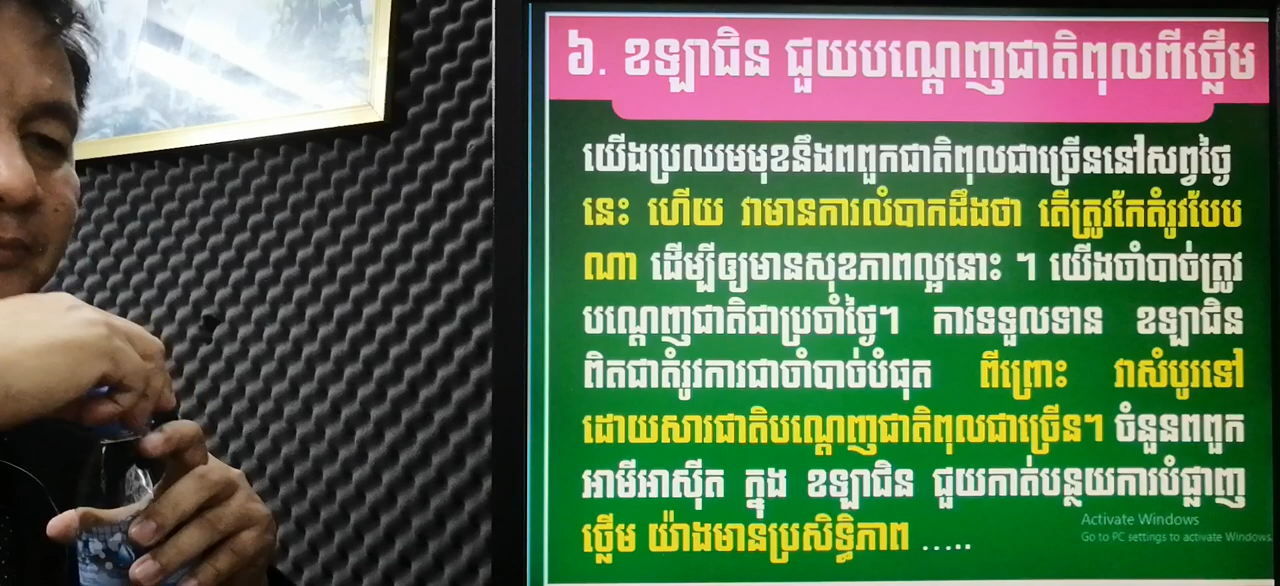 ៦. ខឡាជិន ជួយបណ្តេញជាតិពុលពីថ្លើម
យើងប្រឈមមុខនឹងពពួកជាតិពុលជាច្រើននៅសព្វថ្ងៃ
នេះ ហើយ វាមានការលំបាកដឹងថា តើត្រូវកែតំរូវបែប
ណា ដើម្បីឲ្យមានសុខភាពល្អនោះ ។ យើងចាំបាច់ត្រូវ
បណ្តេញជាតិជាប្រចាំថ្ងៃ។ ការទទួលទាន ខឡាជិន
ពិតជាតំរូវការជាចាំបាច់បំផុត ពីព្រោះ វាសំបូរទៅ
ដោយសារជាតិបណ្តេញជាតិពុលជាច្រើន។ ចំនួនពពួក
អាមីអាស៊ីត ក្នុង ខឡាជិន ជួយកាត់បន្ថយការបំផ្លាញ
ថ្លើម យ៉ាងមានប្រសិទ្ធិភាព .....
Activate Windows
Go to PC settings to activate Windows.